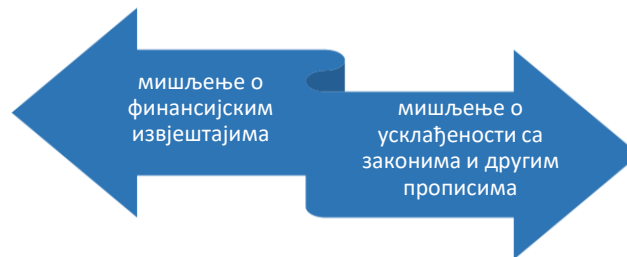 мишљење о
финансијским
извјештајима
мишљење о
усклађености са
законима и другим
прописима